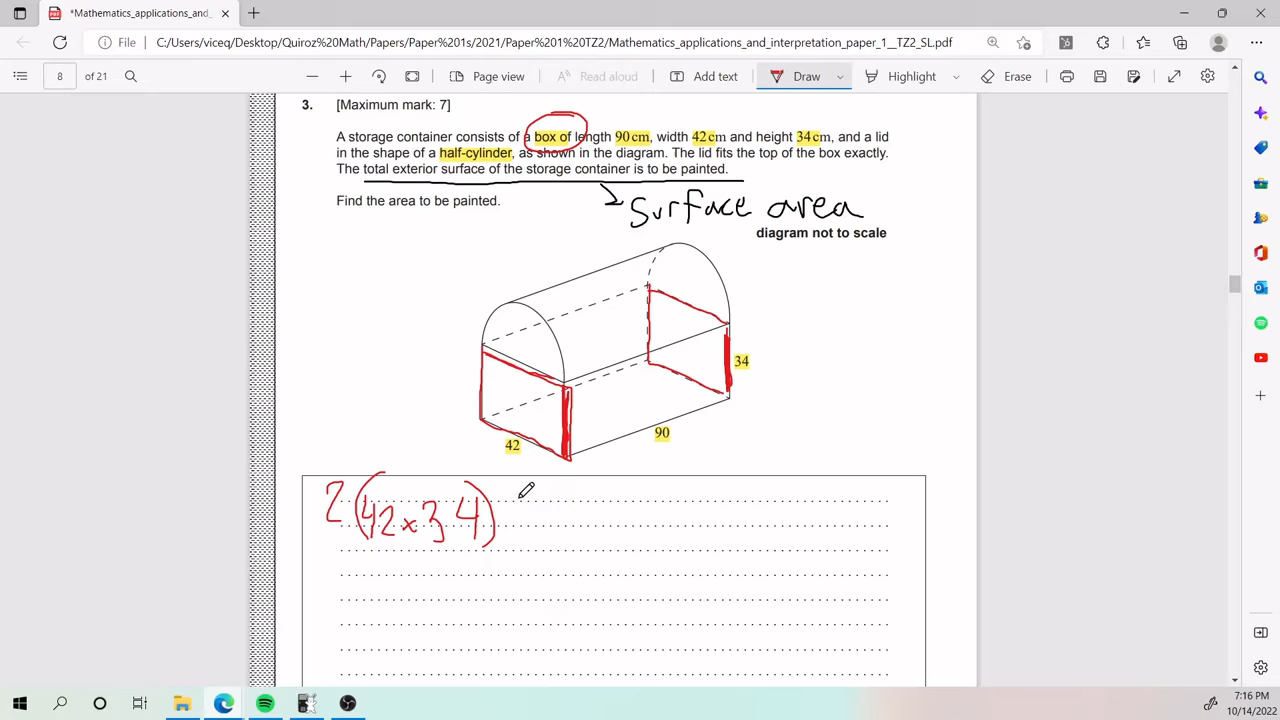 *Mathematics_applications_and_
File
C:/Users/viceq/Desktop/Quiroz%20Math/Papers/Paper%201s/2021/Paper%201%20TZ2/Mathematics_applications_and_interpretation_paper_1__TZ2_SL.pdf
8 of 21
Page view
Read aloud
Add text
Draw
Highlight
Erase
3. [Maximum mark: 7]
A storage container consists of a box of length 90 cm, width 42 cm and height 34 cm, and a lid
in the shape of a half-cylinder, as shown in the diagram. The lid fits the top of the box exactly.
The total exterior surface of the storage container is to be painted.
Find the area to be painted.
Surface area
diagram not to scale
34
42
90
2(42×34)
7:16 PM
10/14/2022